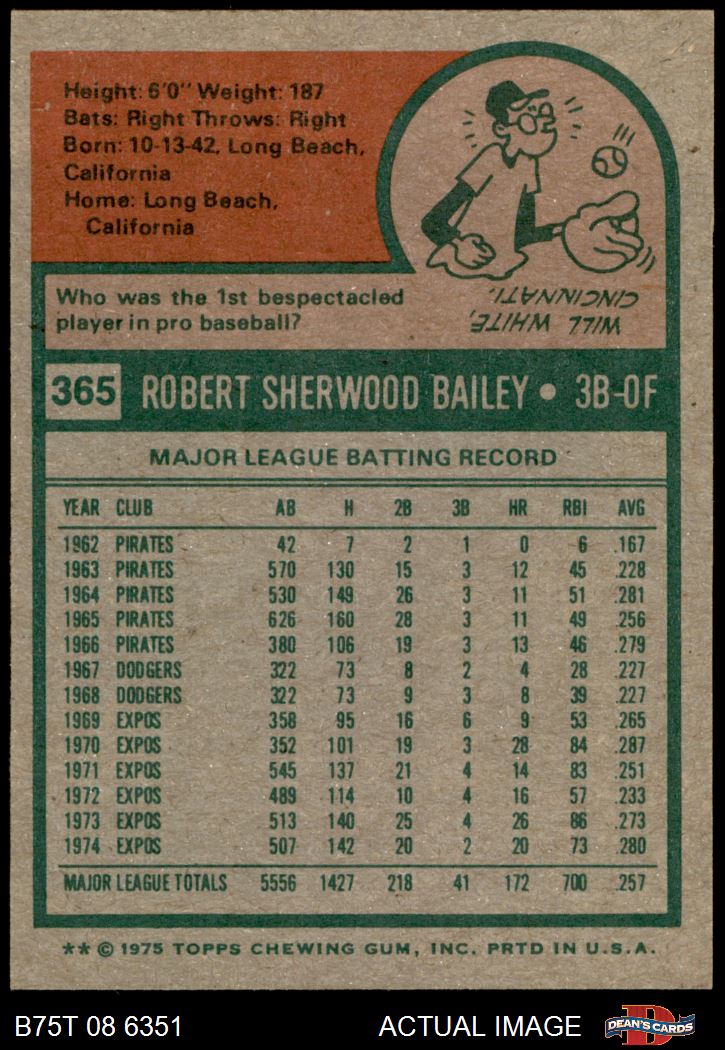 Height: 6'0" Weight: 187
Bats: Right Throws: Right
Born: 10-13-42, Long Beach,
California
Home: Long Beach,
California
Who was the 1st bespectacled
player in pro baseball?
WILL WHITE,
CINCINNATI.
365 ROBERT SHERWOOD BAILEY • 3B-OF
MAJOR LEAGUE BATTING RECORD
YEAR CLUB AB H 2B 3B HR RBI AVG
1962 PIRATES 42 7 2 1 0 6 .167
1963 PIRATES 570 130 15 3 12 45 .228
1964 PIRATES 530 149 26 3 11 51 .281
1965 PIRATES 626 160 28 3 11 49 .256
1966 PIRATES 380 106 19 3 13 46 .279
1967 DODGERS 322 73 8 2 4 28 .227
1968 DODGERS 322 73 9 3 8 39 .227
1969 EXPOS 358 95 16 6 9 53 .265
1970 EXPOS 352 101 19 3 28 84 .287
1971 EXPOS 545 137 21 4 14 83 .251
1972 EXPOS 489 114 10 4 16 57 .233
1973 EXPOS 513 140 25 4 26 86 .273
1974 EXPOS 507 142 20 2 20 73 .280
MAJOR LEAGUE TOTALS 5556 1427 218 41 172 700 .257
** © 1975 TOPPS CHEWING GUM, INC. PRTD IN U.S.A.
B75T 08 6351 ACTUAL IMAGE
D
DEAN'S CARDS